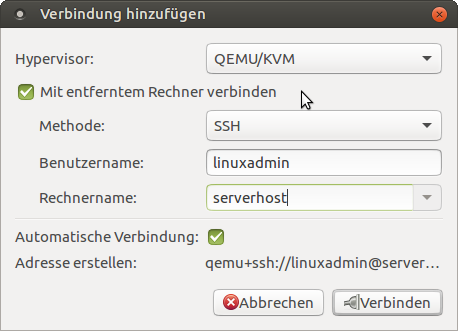 Verbindung hinzufügen
Hypervisor: QEMU/KVM
Mit entferntem Rechner verbinden
Methode: SSH
Benutzername: linuxadmin
Rechnername: serverhost
Automatische Verbindung:
Adresse erstellen: qemu+ssh://linuxadmin@server...
Abbrechen Verbinden